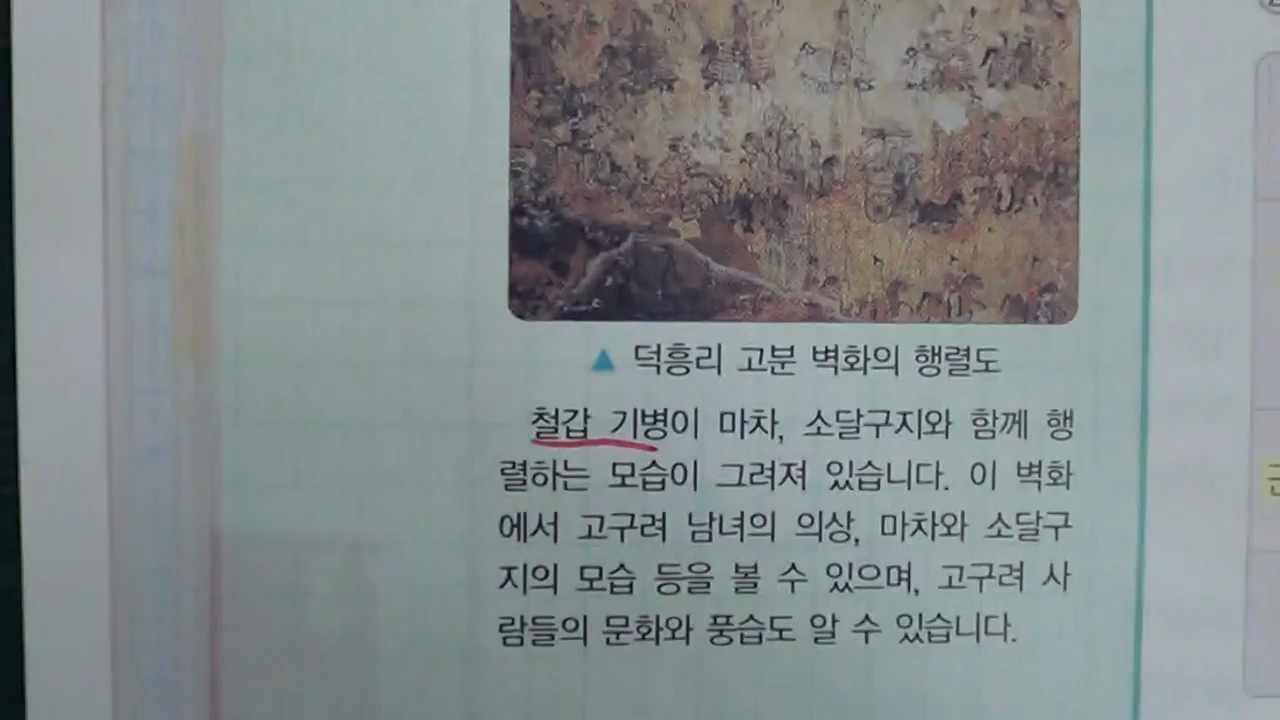 ▲ 덕흥리 고분 벽화의 행렬도
철갑 기병이 마차, 소달구지와 함께 행
렬하는 모습이 그려져 있습니다. 이 벽화
에서 고구려 남녀의 의상, 마차와 소달구
지의 모습 등을 볼 수 있으며, 고구려 사
람들의 문화와 풍습도 알 수 있습니다.